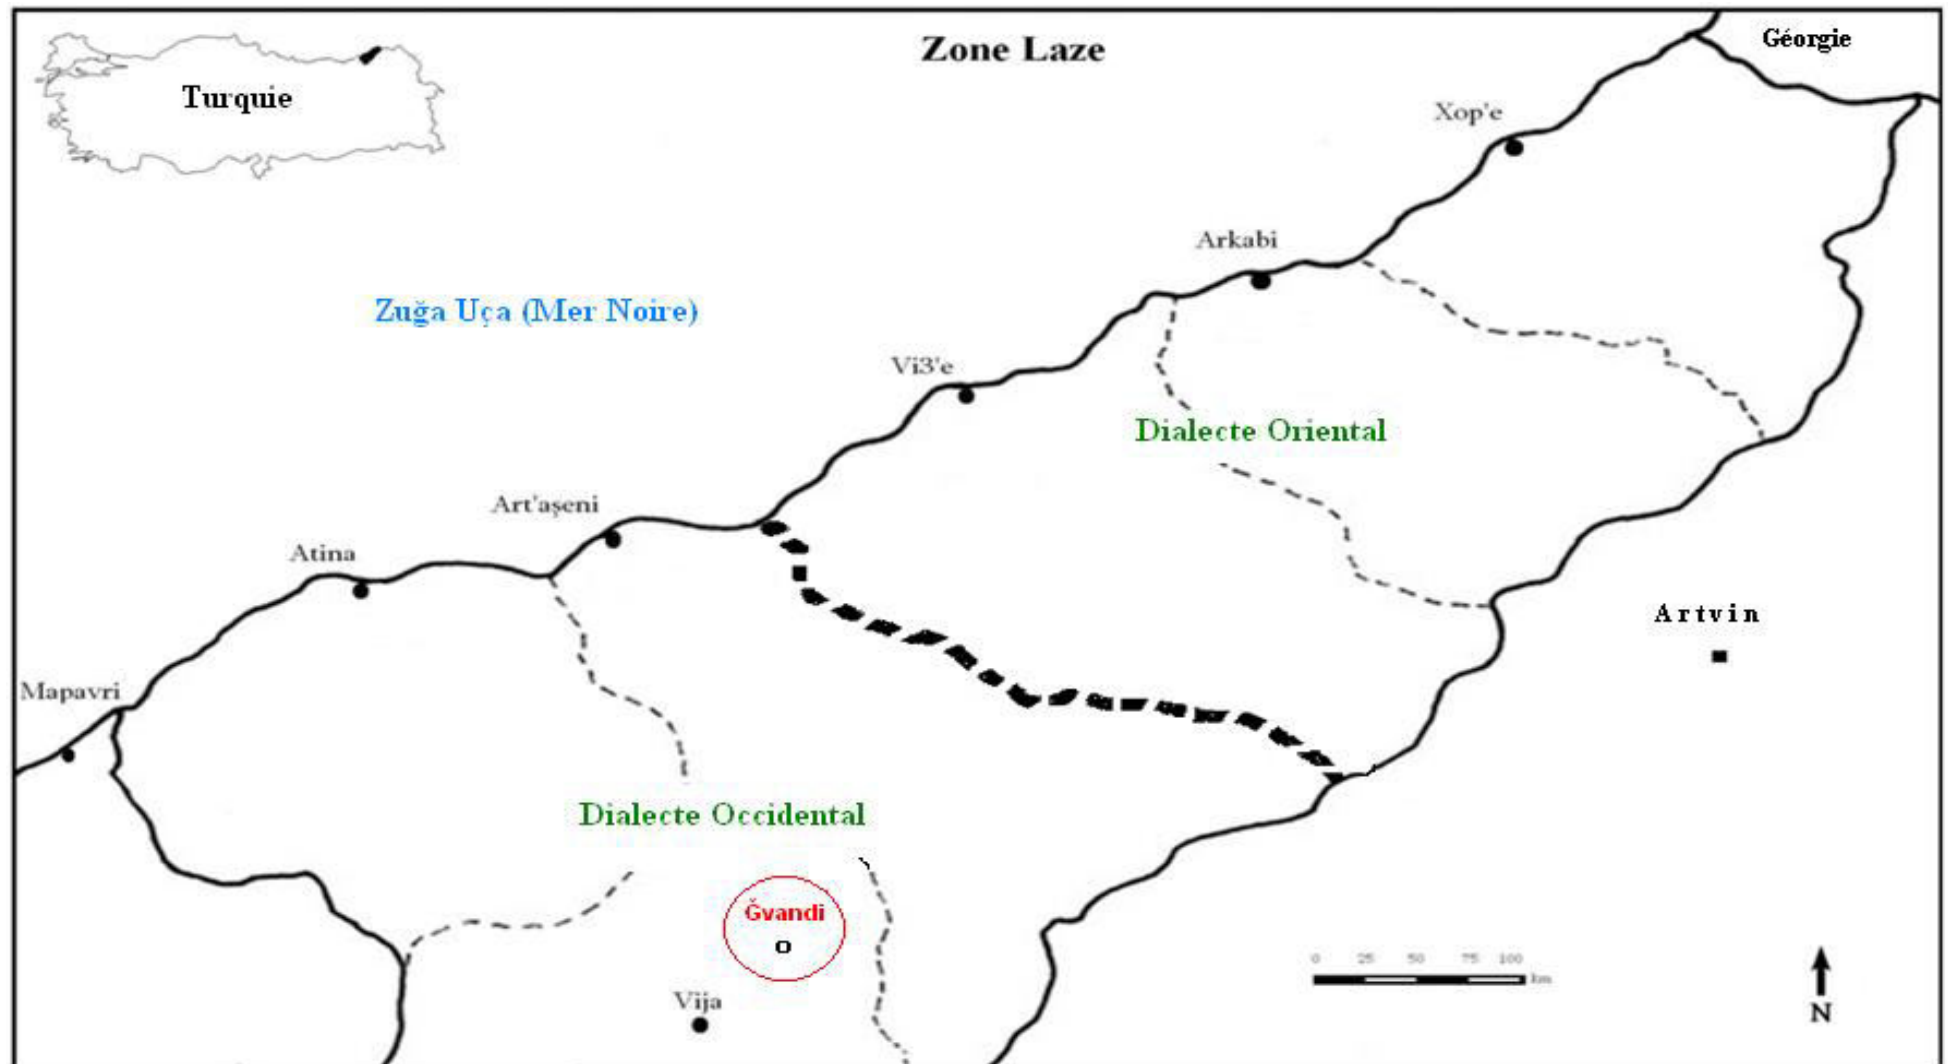 Zone Laze
Géorgie
Turquie
Xop'e
Arkabi
Zuğa Uça (Mer Noire)
Vi3'e
Dialecte Oriental
Art'aşeni
Atina
Artvin
Mapavri
Dialecte Occidental
Ğvandi
0 25 50 75 100
km
Vija
N